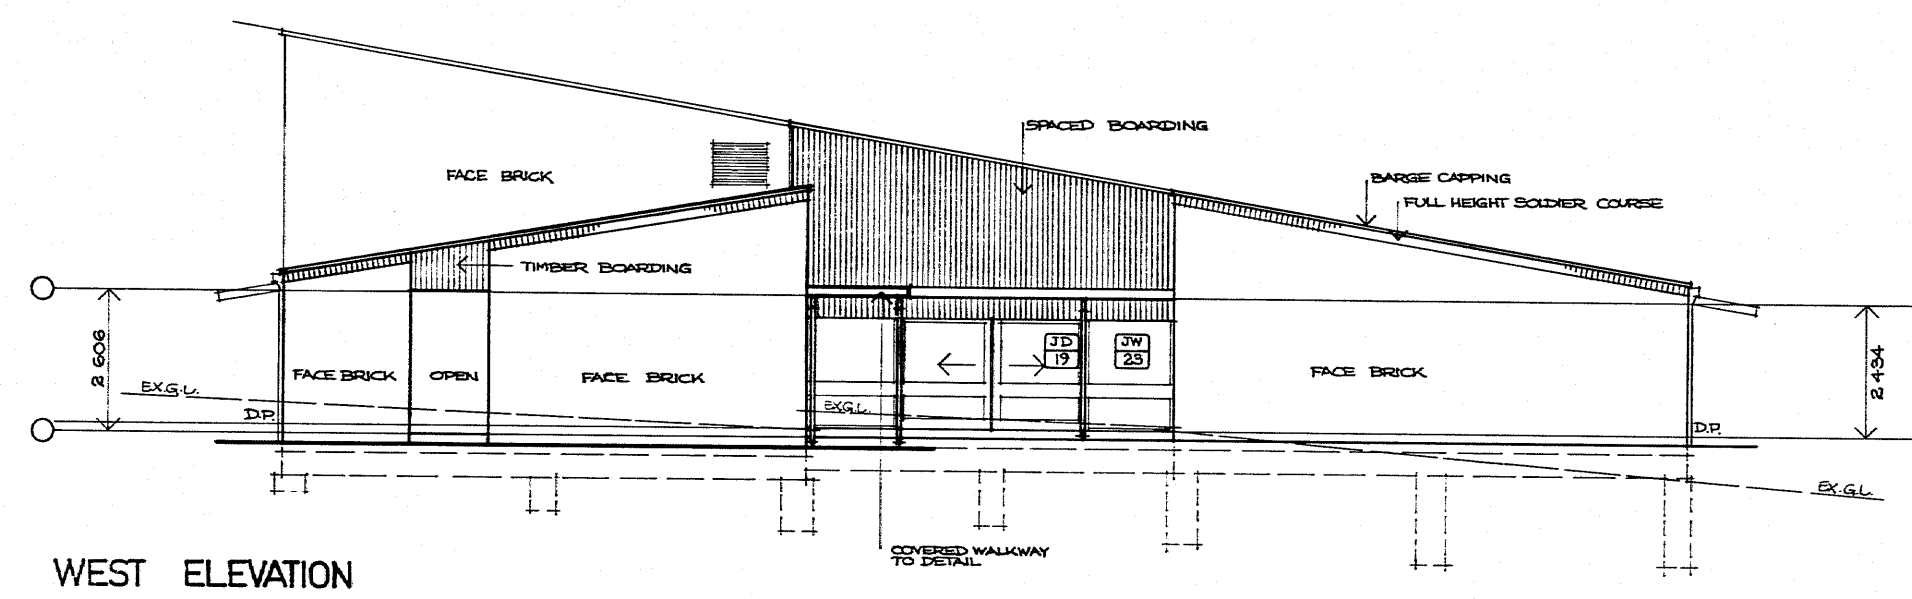 SPACED BOARDING
FACE BRICK
BARGE CAPPING
FULL HEIGHT SOLDIER COURSE
TIMBER BOARDING
2 606
JD
19
JW
23
2 434
FACE BRICK
OPEN
FACE BRICK
FACE BRICK
EX.G.L.
D.P.
EX.G.L.
D.P.
EX.G.L.
COVERED WALKWAY
TO DETAIL
WEST ELEVATION